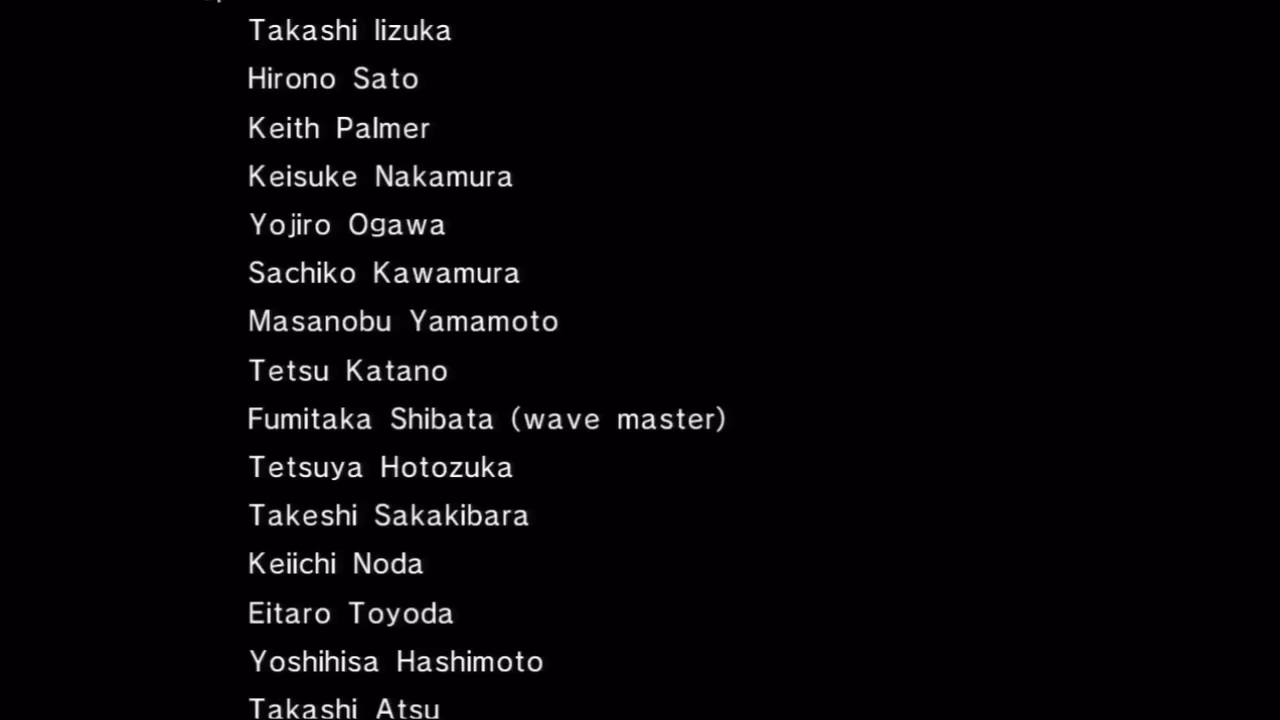 Takashi Iizuka
Hirono Sato
Keith Palmer
Keisuke Nakamura
Yojiro Ogawa
Sachiko Kawamura
Masanobu Yamamoto
Tetsu Katano
Fumitaka Shibata (wave master)
Tetsuya Hotozuka
Takeshi Sakakibara
Keiichi Noda
Eitaro Toyoda
Yoshihisa Hashimoto
Takashi Atsu